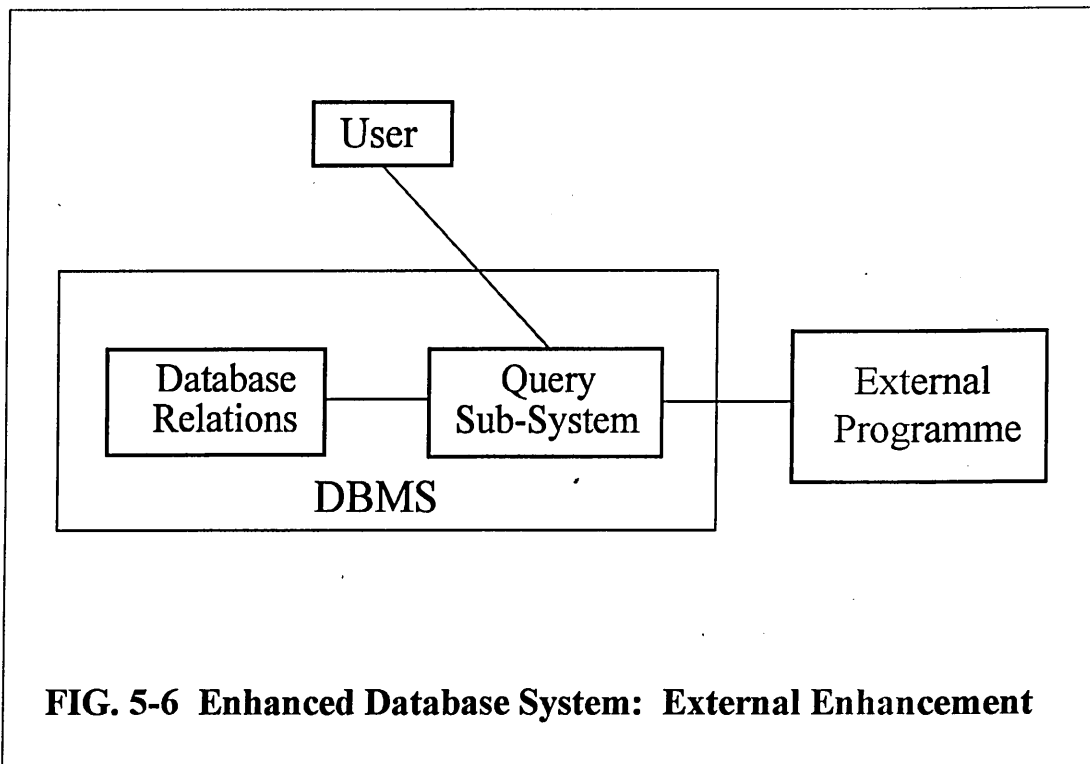 User
Database
Relations
Query
Sub-System
External
Programme
DBMS
FIG. 5-6 Enhanced Database System: External Enhancement